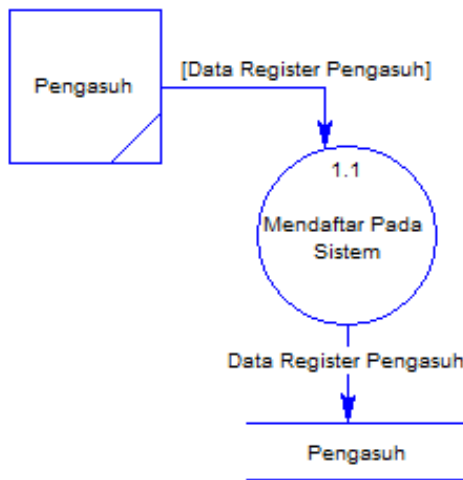 Pengasuh
[Data Register Pengasuh]
1.1
Mendaftar Pada
Sistem
Data Register Pengasuh
Pengasuh